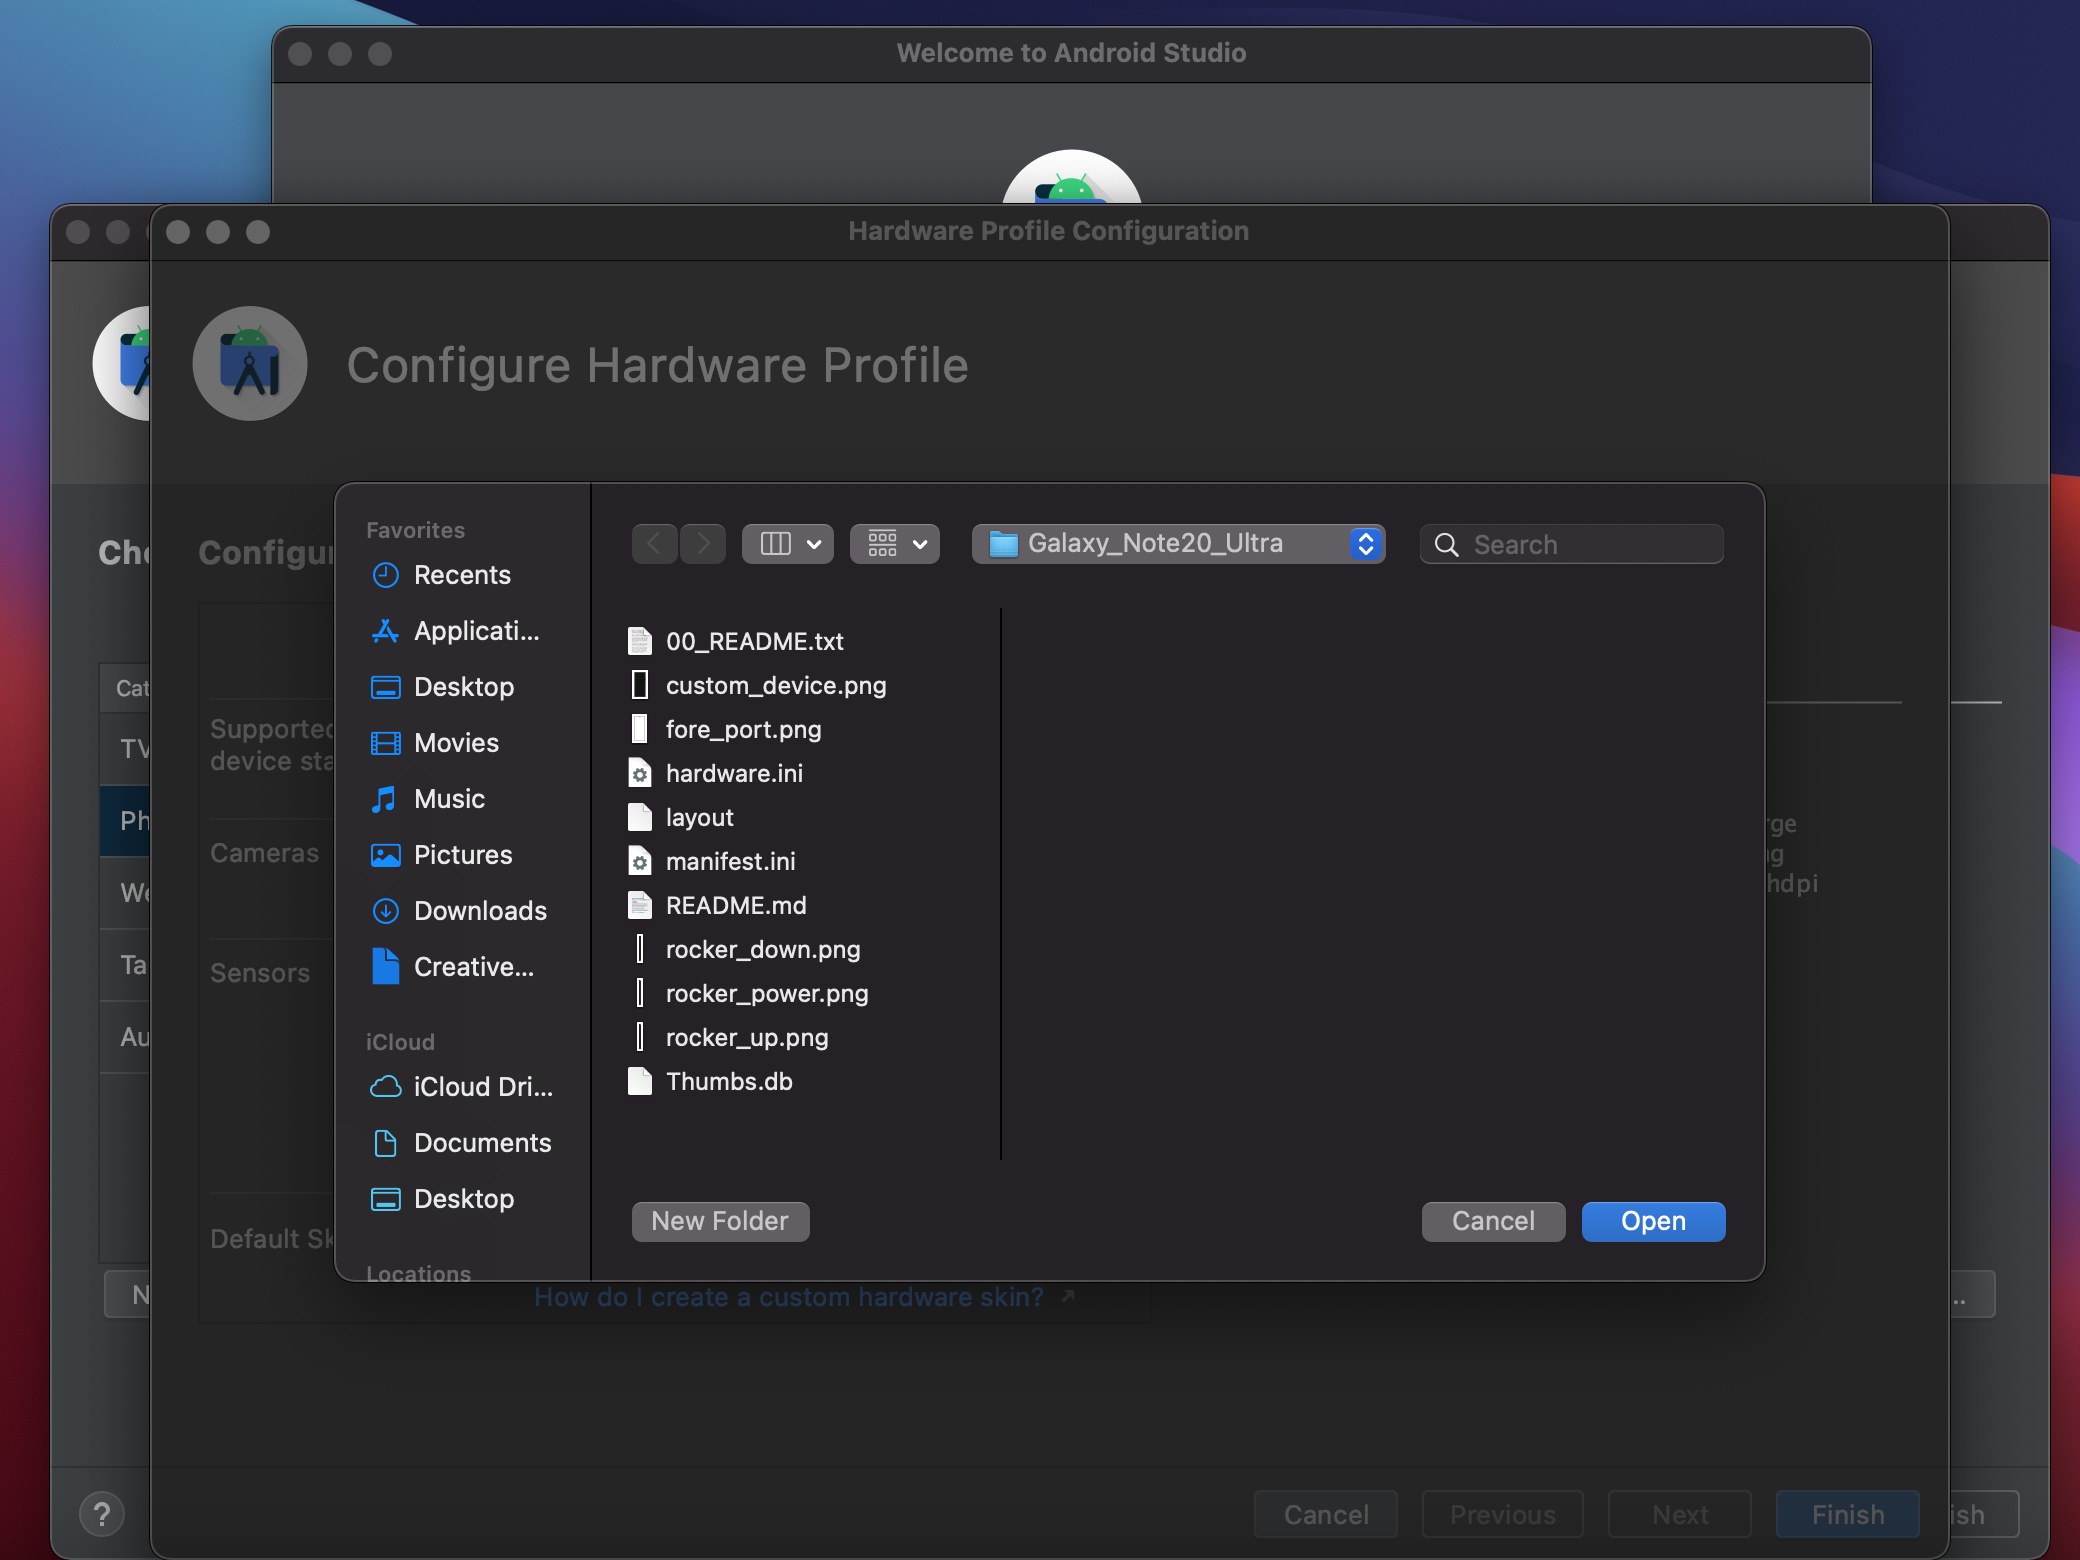 Welcome to Android Studio
Hardware Profile Configuration
Configure Hardware Profile
Favorites
Recents
Applicati...
Desktop
Movies
Music
Pictures
Downloads
Creative...
iCloud
iCloud Dri...
Documents
Desktop
Locations
Galaxy_Note20_Ultra
Search
00_README.txt
custom_device.png
fore_port.png
hardware.ini
layout
manifest.ini
README.md
rocker_down.png
rocker_power.png
rocker_up.png
Thumbs.db
New Folder
Cancel
Open
Cho
Configur
Cat
TV
Ph
We
Ta
Au
N
Supported
device sta
Cameras
Sensors
Default Sk
rge
ng
hdpi
How do I create a custom hardware skin? ↗
..
?
Cancel
Previous
Next
Finish
ish